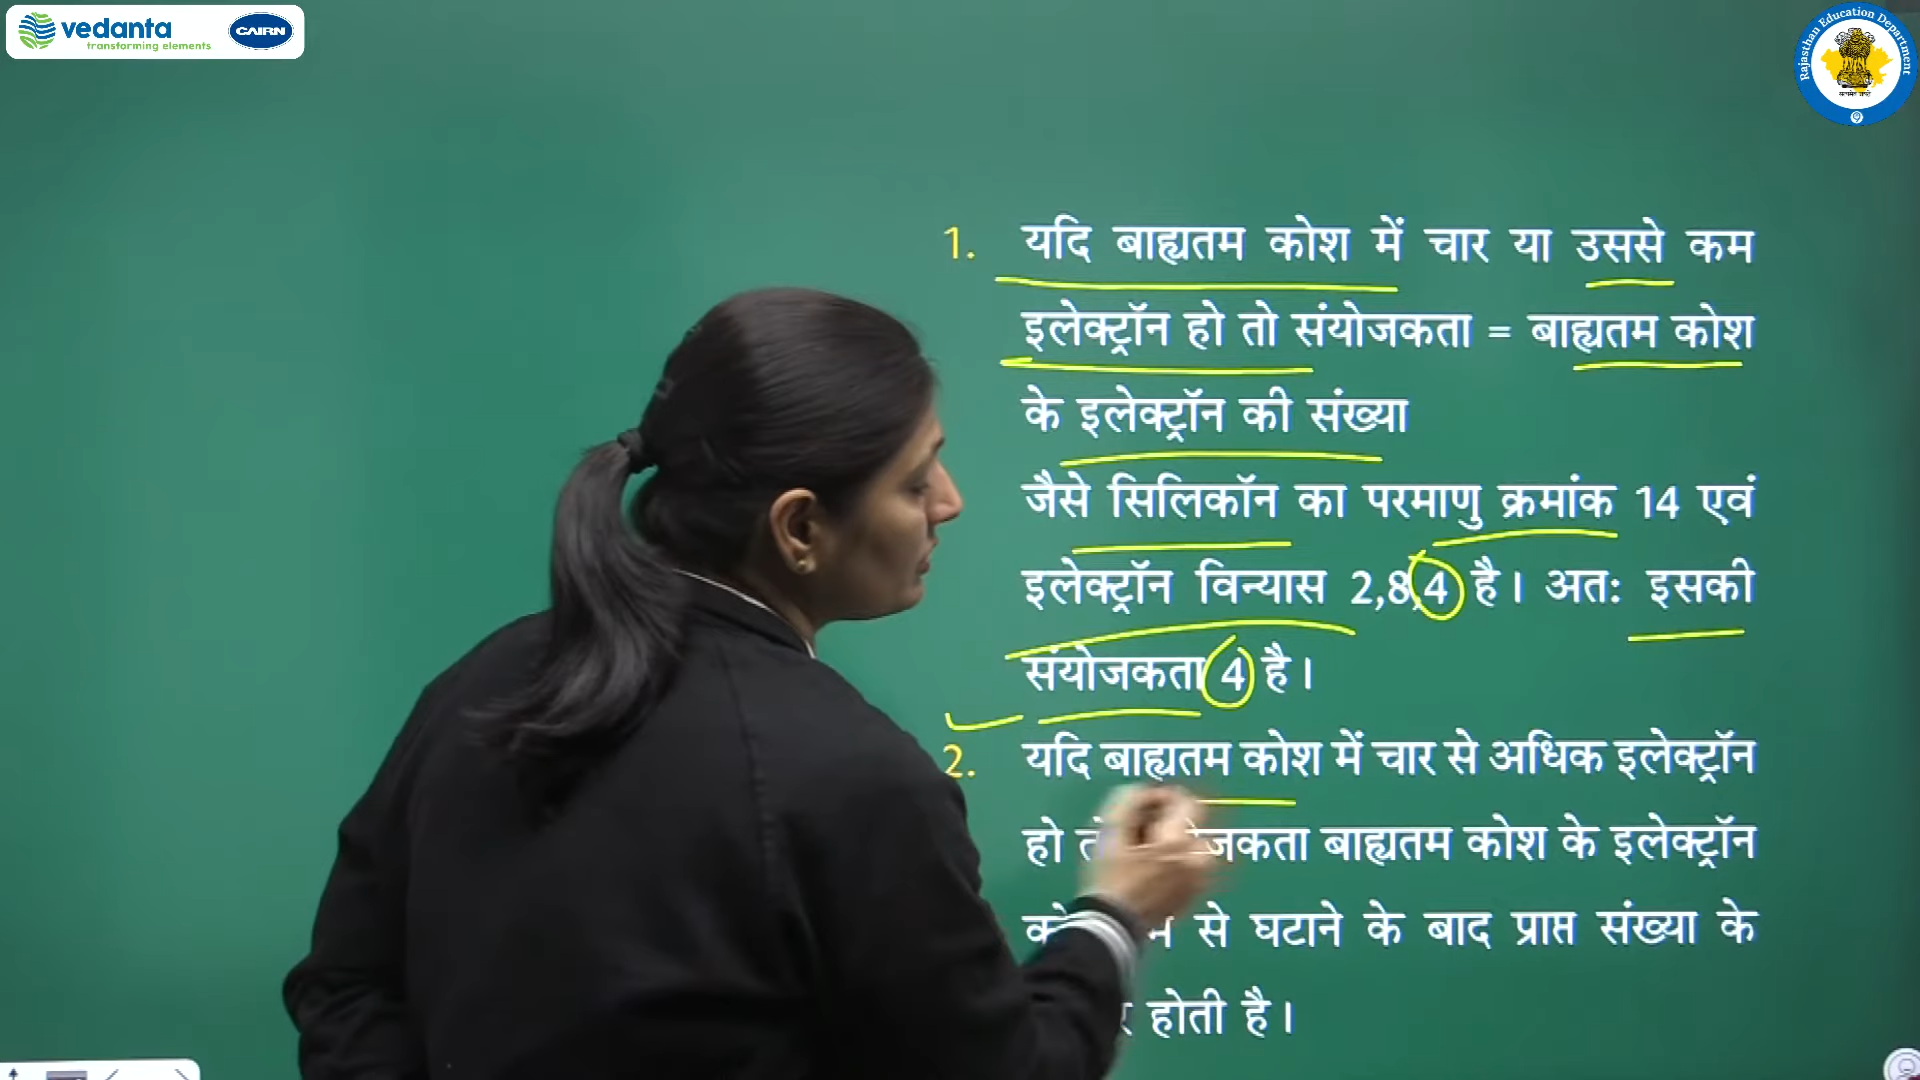 vedanta
transforming elements
CAIRN
Rajasthan Education Department
1. यदि बाह्यतम कोश में चार या उससे कम
इलेक्ट्रॉन हो तो संयोजकता = बाह्यतम कोश
के इलेक्ट्रॉन की संख्या
जैसे सिलिकॉन का परमाणु क्रमांक 14 एवं
इलेक्ट्रॉन विन्यास 2,8,4 है। अत: इसकी
संयोजकता 4 है।
2. यदि बाह्यतम कोश में चार से अधिक इलेक्ट्रॉन
हो बाह्यतम कोश के इलेक्ट्रॉन
से घटाने के बाद प्राप्त संख्या के
होती है।